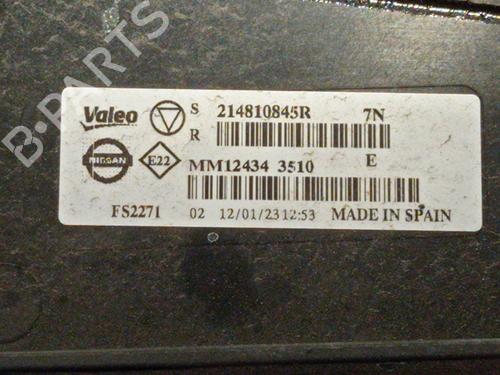 B-PARTS
Valeo S 214810845R 7N
R
NISSAN E22 MM12434 3510 E
FS2271 02 12/01/23 12:53 MADE IN SPAIN